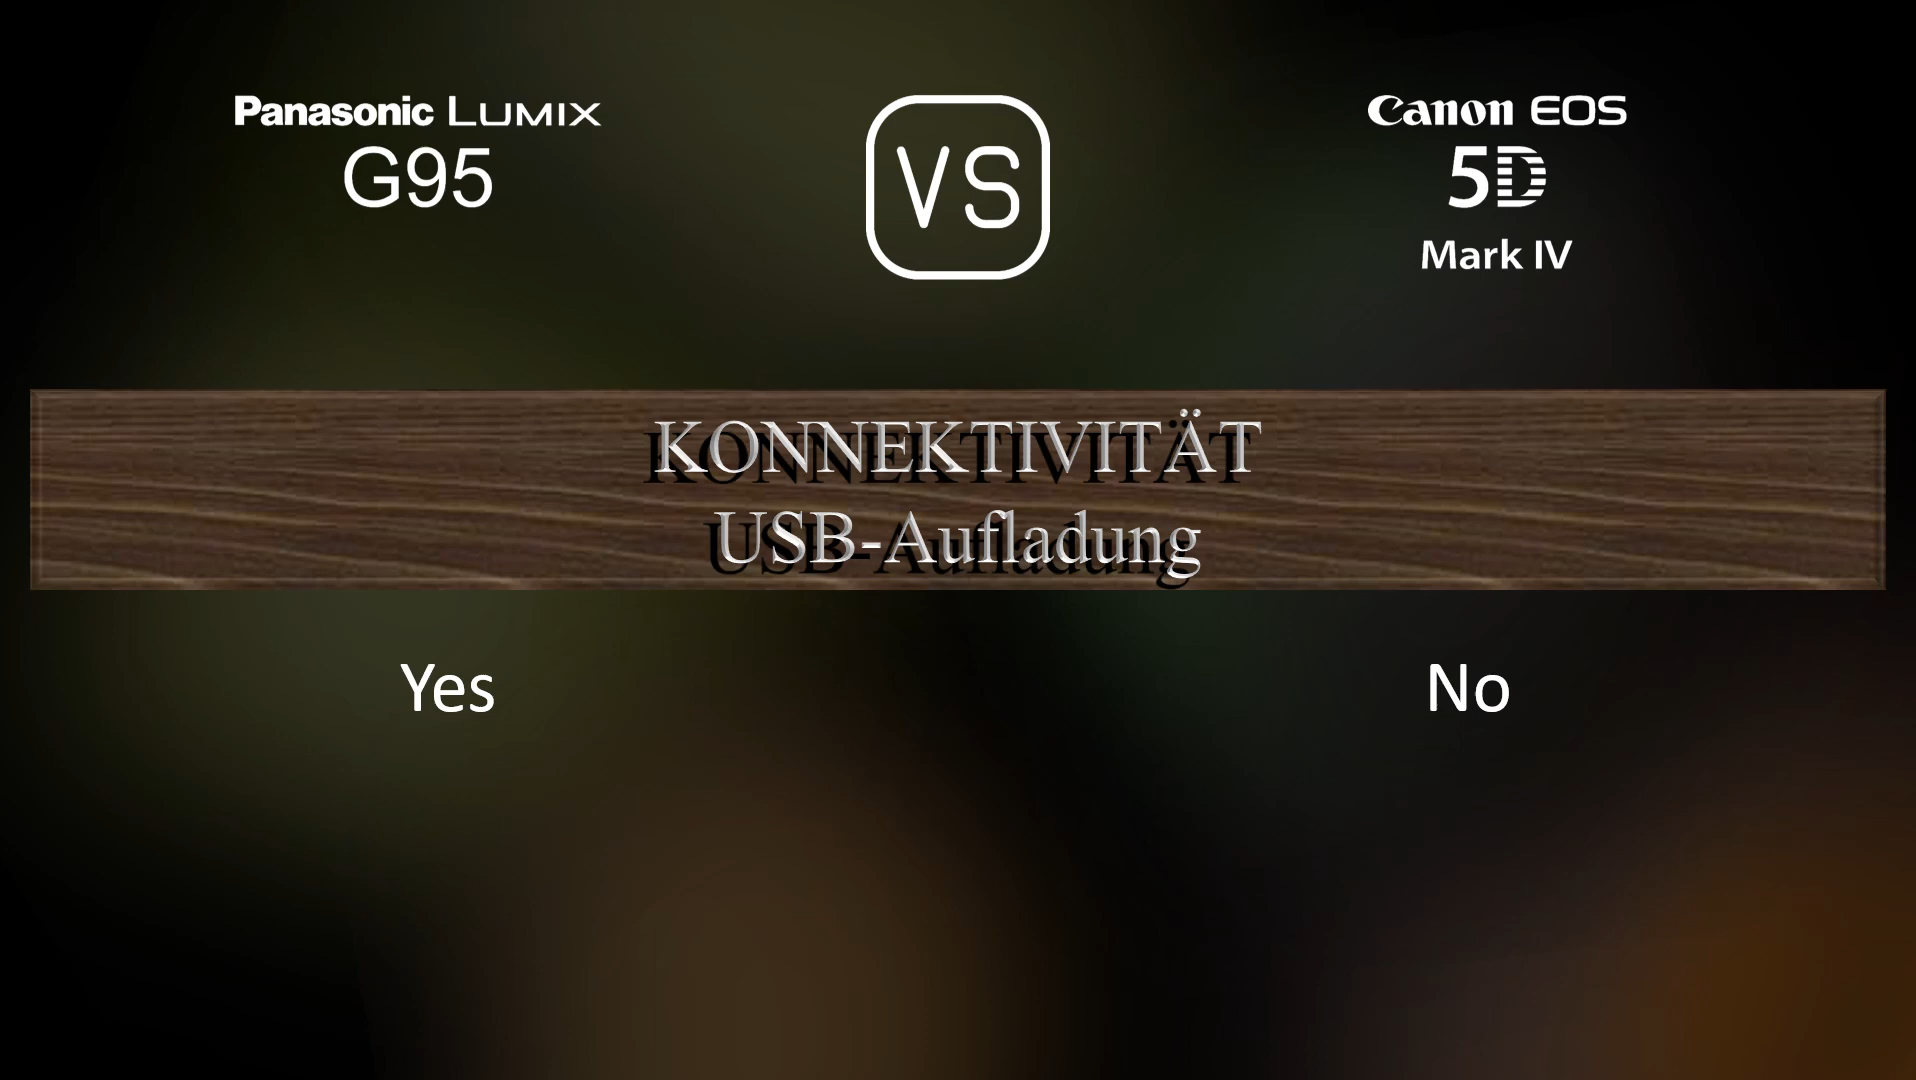 Panasonic LUMIX
G95
VS
Canon EOS
5D
Mark IV
KONNEKTIVITÄT
USB-Aufladung
Yes
No